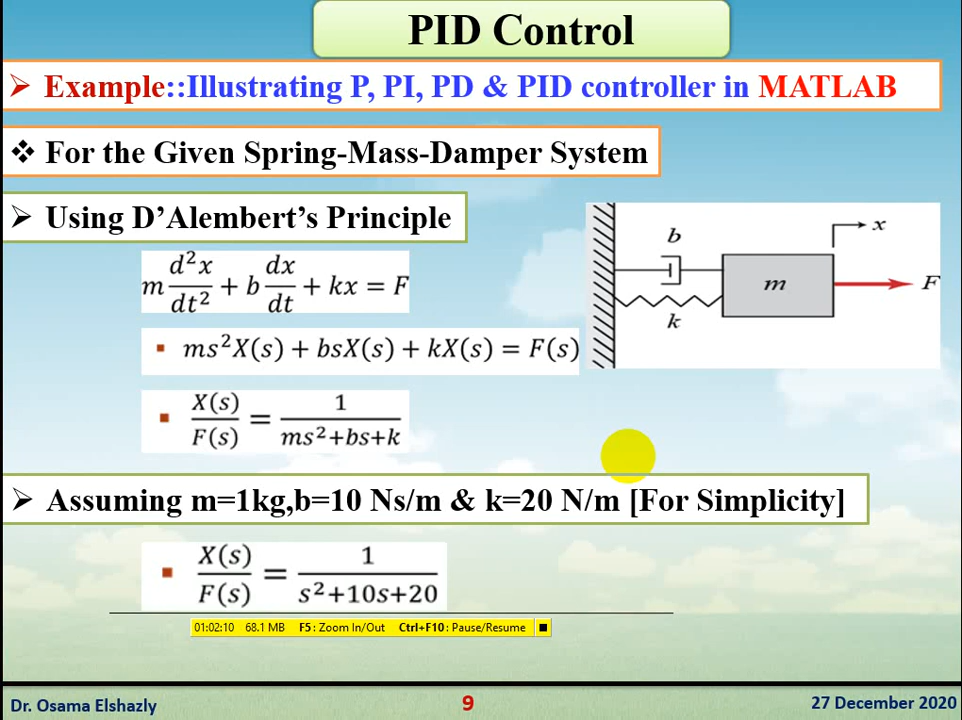 PID Control
➢ Example::Illustrating P, PI, PD & PID controller in MATLAB
❖ For the Given Spring-Mass-Damper System
➢ Using D’Alembert’s Principle
m d²x/dt² + b dx/dt + kx = F
▪ ms²X(s) + bsX(s) + kX(s) = F(s)
▪ X(s)/F(s) = 1/(ms²+bs+k)
b
x
m
F
k
➢ Assuming m=1kg,b=10 Ns/m & k=20 N/m [For Simplicity]
▪ X(s)/F(s) = 1/(s²+10s+20)
01:02:10 68.1 MB F5: Zoom In/Out Ctrl+F10: Pause/Resume
Dr. Osama Elshazly 9 27 December 2020